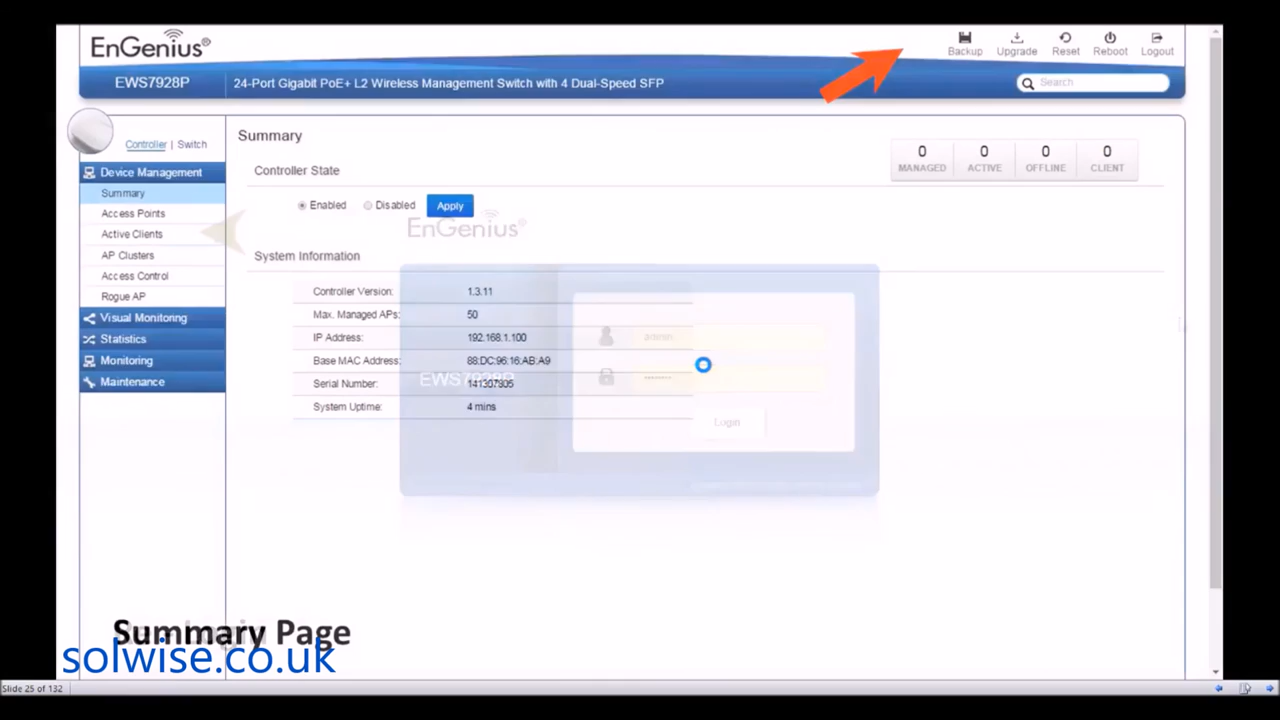 EnGenius®
Backup Upgrade Reset Reboot Logout
EWS7928P
24-Port Gigabit PoE+ L2 Wireless Management Switch with 4 Dual-Speed SFP
Search
Controller | Switch
Device Management
Summary
Access Points
Active Clients
AP Clusters
Access Control
Rogue AP
Visual Monitoring
Statistics
Monitoring
Maintenance
Summary
0 0 0 0
MANAGED ACTIVE OFFLINE CLIENT
Controller State
Enabled Disabled Apply
EnGenius®
System Information
Controller Version: 1.3.11
Max. Managed APs: 50
IP Address: 192.168.1.100
Base MAC Address: 88:DC:96:16:AB:A9
Serial Number: 141307805
System Uptime: 4 mins
admin
EWS7928P
Login
Summary Page
solwise.co.uk
Slide 25 of 132